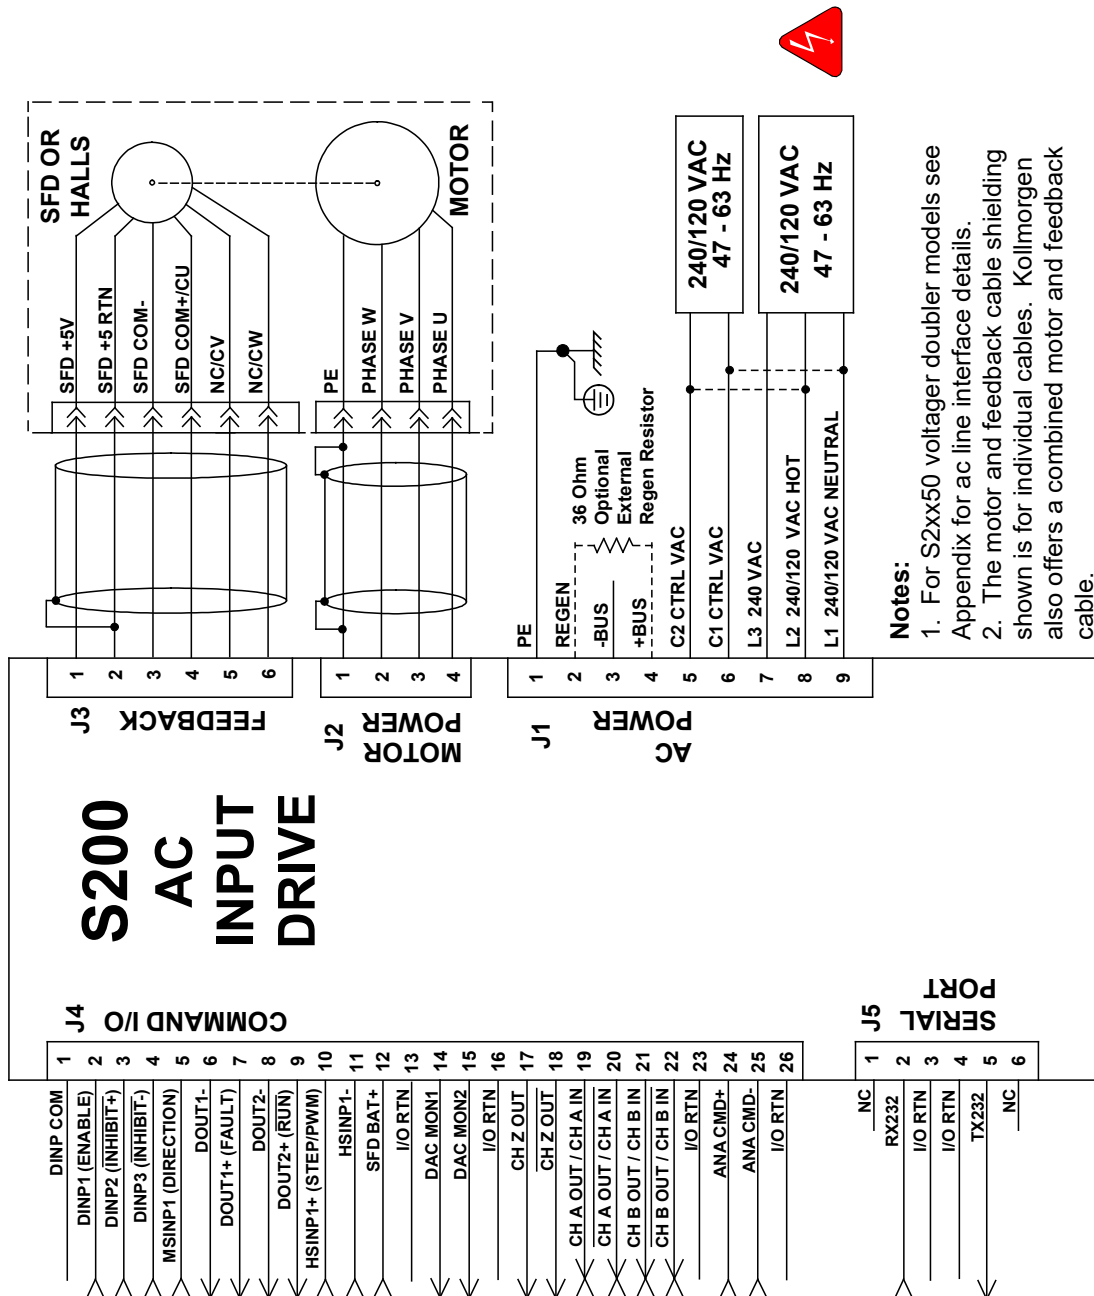 S200
AC
INPUT
DRIVE
J3
FEEDBACK
1
2
3
4
5
6
SFD +5V
SFD +5 RTN
SFD COM-
SFD COM+/CU
NC/CV
NC/CW
SFD OR
HALLS
J2
MOTOR
POWER
1
2
3
4
PE
PHASE W
PHASE V
PHASE U
MOTOR
J1
AC
POWER
1
2
3
4
5
6
7
8
9
PE
REGEN
-BUS
+BUS
C2 CTRL VAC
C1 CTRL VAC
L3 240 VAC
L2 240/120 VAC HOT
L1 240/120 VAC NEUTRAL
36 Ohm
Optional
External
Regen Resistor
240/120 VAC
47 - 63 Hz
240/120 VAC
47 - 63 Hz
J4
COMMAND I/O
1 DINP COM
2 DINP1 (ENABLE)
3 DINP2 (INHIBIT+)
4 DINP3 (INHIBIT-)
5 MSINP1 (DIRECTION)
6 DOUT1-
7 DOUT1+ (FAULT)
8 DOUT2-
9 DOUT2+ (RUN)
10 HSINP1+ (STEP/PWM)
11 HSINP1-
12 SFD BAT+
13 I/O RTN
14 DAC MON1
15 DAC MON2
16 I/O RTN
17 CH Z OUT
18 CH Z OUT
19 CH A OUT / CH A IN
20 CH A OUT / CH A IN
21 CH B OUT / CH B IN
22 CH B OUT / CH B IN
23 I/O RTN
24 ANA CMD+
25 ANA CMD-
26 I/O RTN
J5
SERIAL
PORT
1 NC
2 RX232
3 I/O RTN
4 I/O RTN
5 TX232
6 NC
Notes:
1. For S2xx50 voltager doubler models see
Appendix for ac line interface details.
2. The motor and feedback cable shielding
shown is for individual cables. Kollmorgen
also offers a combined motor and feedback
cable.